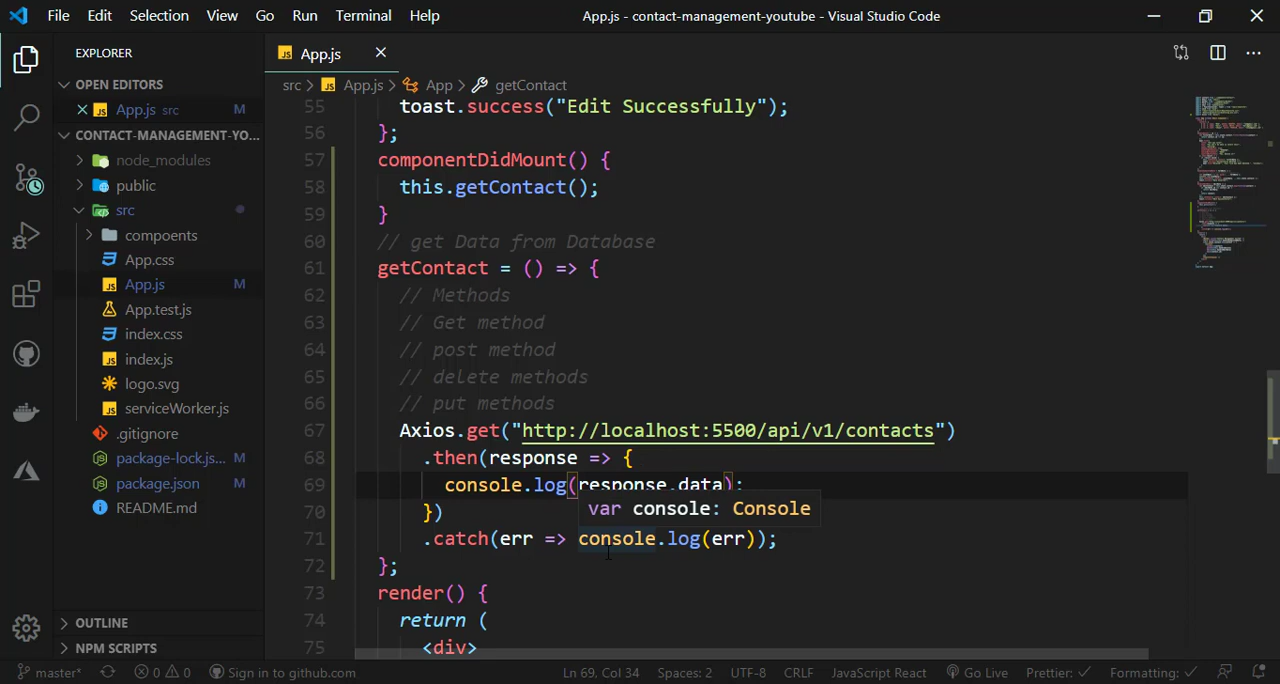 File Edit Selection View Go Run Terminal Help App.js - contact-management-youtube - Visual Studio Code
EXPLORER
OPEN EDITORS
App.js src M
CONTACT-MANAGEMENT-YO...
node_modules
public
src
compoents
App.css
App.js M
App.test.js
index.css
index.js
logo.svg
serviceWorker.js
.gitignore
package-lock.js... M
package.json M
README.md
OUTLINE
NPM SCRIPTS
App.js
src > App.js > App > getContact
55 toast.success("Edit Successfully");
56 };
57 componentDidMount() {
58 this.getContact();
59 }
60 // get Data from Database
61 getContact = () => {
62 // Methods
63 // Get method
64 // post method
65 // delete methods
66 // put methods
67 Axios.get("http://localhost:5500/api/v1/contacts")
68 .then(response => {
69 console.log(response.data);
var console: Console
70 })
71 .catch(err => console.log(err));
72 };
73 render() {
74 return (
75 <div>
master* 0 0 Sign in to github.com Ln 69, Col 34 Spaces: 2 UTF-8 CRLF JavaScript React Go Live Prettier: ✓ Formatting: ✓